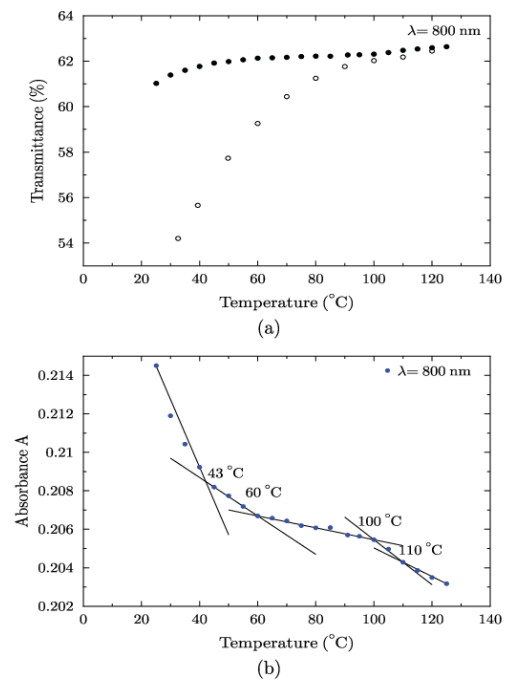 64
λ= 800 nm
62
60
58
56
54
Transmittance (%)
0 20 40 60 80 100 120 140
Temperature (°C)
(a)
0.214
λ= 800 nm
0.212
0.21
0.208
0.206
0.204
0.202
Absorbance A
43 °C
60 °C
100 °C
110 °C
0 20 40 60 80 100 120 140
Temperature (°C)
(b)